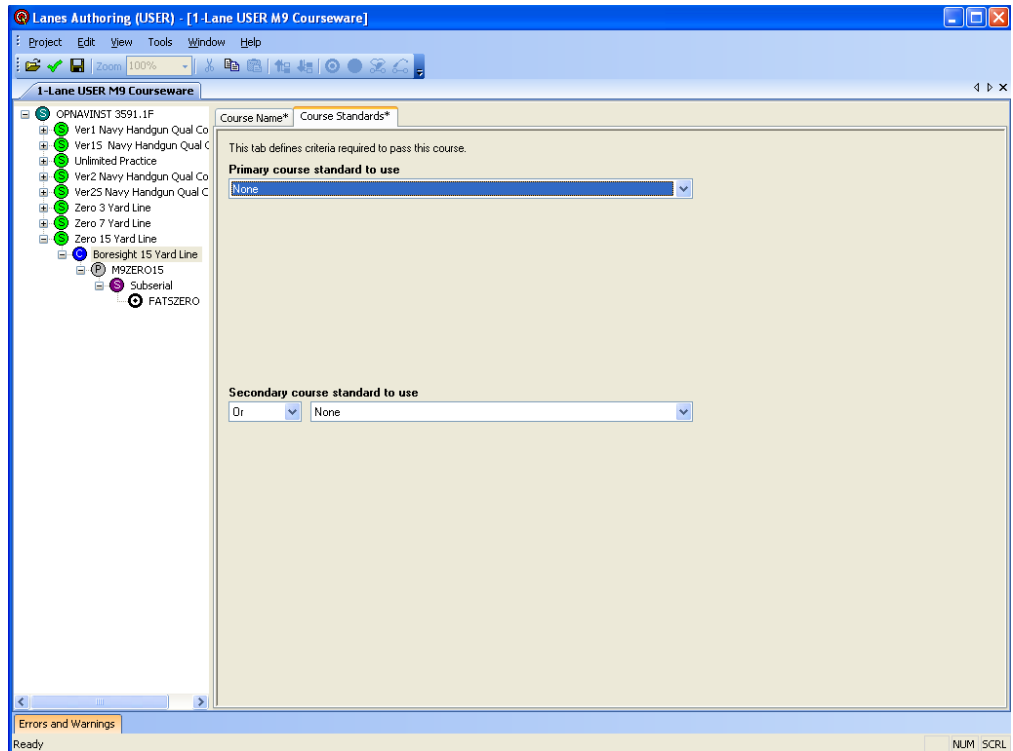 Lanes Authoring (USER) - [1-Lane USER M9 Courseware]
Project Edit View Tools Window Help
Zoom 100%
1-Lane USER M9 Courseware
S OPNAVINST 3591.1F
S Ver1 Navy Handgun Qual Co
S Ver1S Navy Handgun Qual C
S Unlimited Practice
S Ver2 Navy Handgun Qual Co
S Ver2S Navy Handgun Qual C
S Zero 3 Yard Line
S Zero 7 Yard Line
S Zero 15 Yard Line
C Boresight 15 Yard Line
P M9ZERO15
S Subserial
FATSZERO
Course Name* Course Standards*
This tab defines criteria required to pass this course.
Primary course standard to use
None
Secondary course standard to use
Or None
Errors and Warnings
Ready NUM SCRL